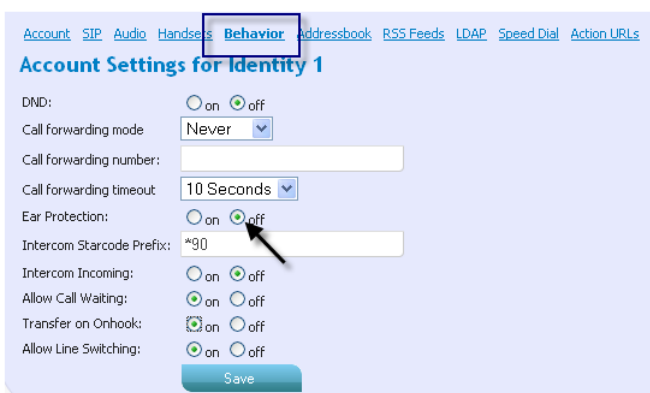 Account SIP Audio Handsets Behavior Addressbook RSS Feeds LDAP Speed Dial Action URLs
Account Settings for Identity 1
DND: on off
Call forwarding mode Never
Call forwarding number:
Call forwarding timeout 10 Seconds
Ear Protection: on off
Intercom Starcode Prefix: *90
Intercom Incoming: on off
Allow Call Waiting: on off
Transfer on Onhook: on off
Allow Line Switching: on off
Save